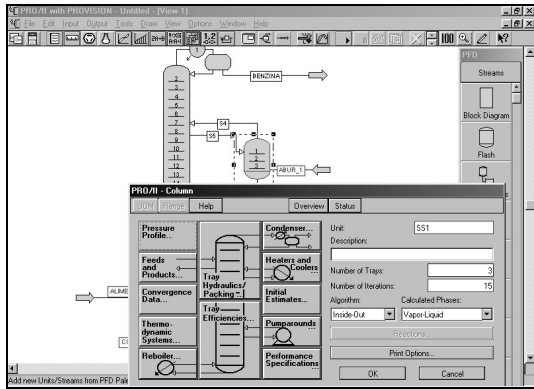 PRO/II with PROVISION - Untitled - [View 1]
File Edit Input Output Tools Draw View Options Window Help
100
PFD
Streams
Block Diagram
Flash
1
BENZINA
2
3
4
5
6
7
8
9
10
11
12
13
S4
S5
1
2
3
ABUR_1
ALIME
PRO/II - Column
UOM Range Help Overview Status
Pressure Profile...
Feeds and Products...
Convergence Data...
Thermo-dynamic Systems...
Reboiler...
Tray Hydraulics/ Packing
Tray Efficiencies...
Condenser...
Heaters and Coolers
Initial Estimates...
Pumparounds
Performance Specifications
Unit: SS1
Description:
Number of Trays: 3
Number of Iterations: 15
Algorithm: Calculated Phases:
Inside-Out Vapor-Liquid
Reactions...
Print Options...
OK Cancel
Add new Units/Streams from PFD Pale